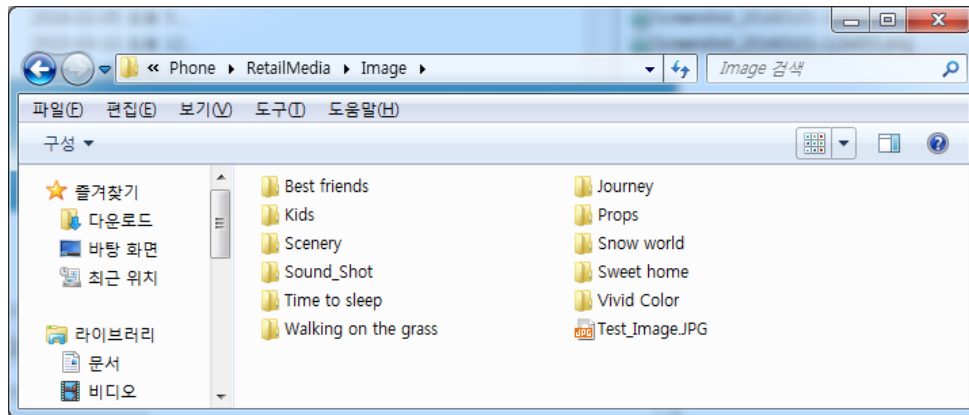 « Phone ▸ RetailMedia ▸ Image ▸
Image 검색
파일(F) 편집(E) 보기(V) 도구(T) 도움말(H)
구성
즐겨찾기
다운로드
바탕 화면
최근 위치
라이브러리
문서
비디오
Best friends
Kids
Scenery
Sound_Shot
Time to sleep
Walking on the grass
Journey
Props
Snow world
Sweet home
Vivid Color
JPG
Test_Image.JPG